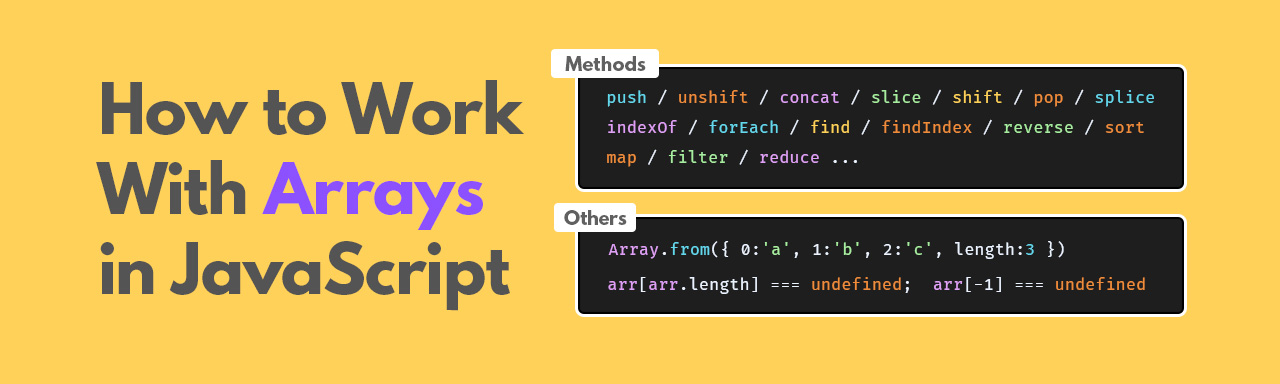 How to Work
With Arrays
in JavaScript
Methods
push / unshift / concat / slice / shift / pop / splice
indexOf / forEach / find / findIndex / reverse / sort
map / filter / reduce ...
Others
Array.from({ 0:'a', 1:'b', 2:'c', length:3 })
arr[arr.length] === undefined;  arr[-1] === undefined